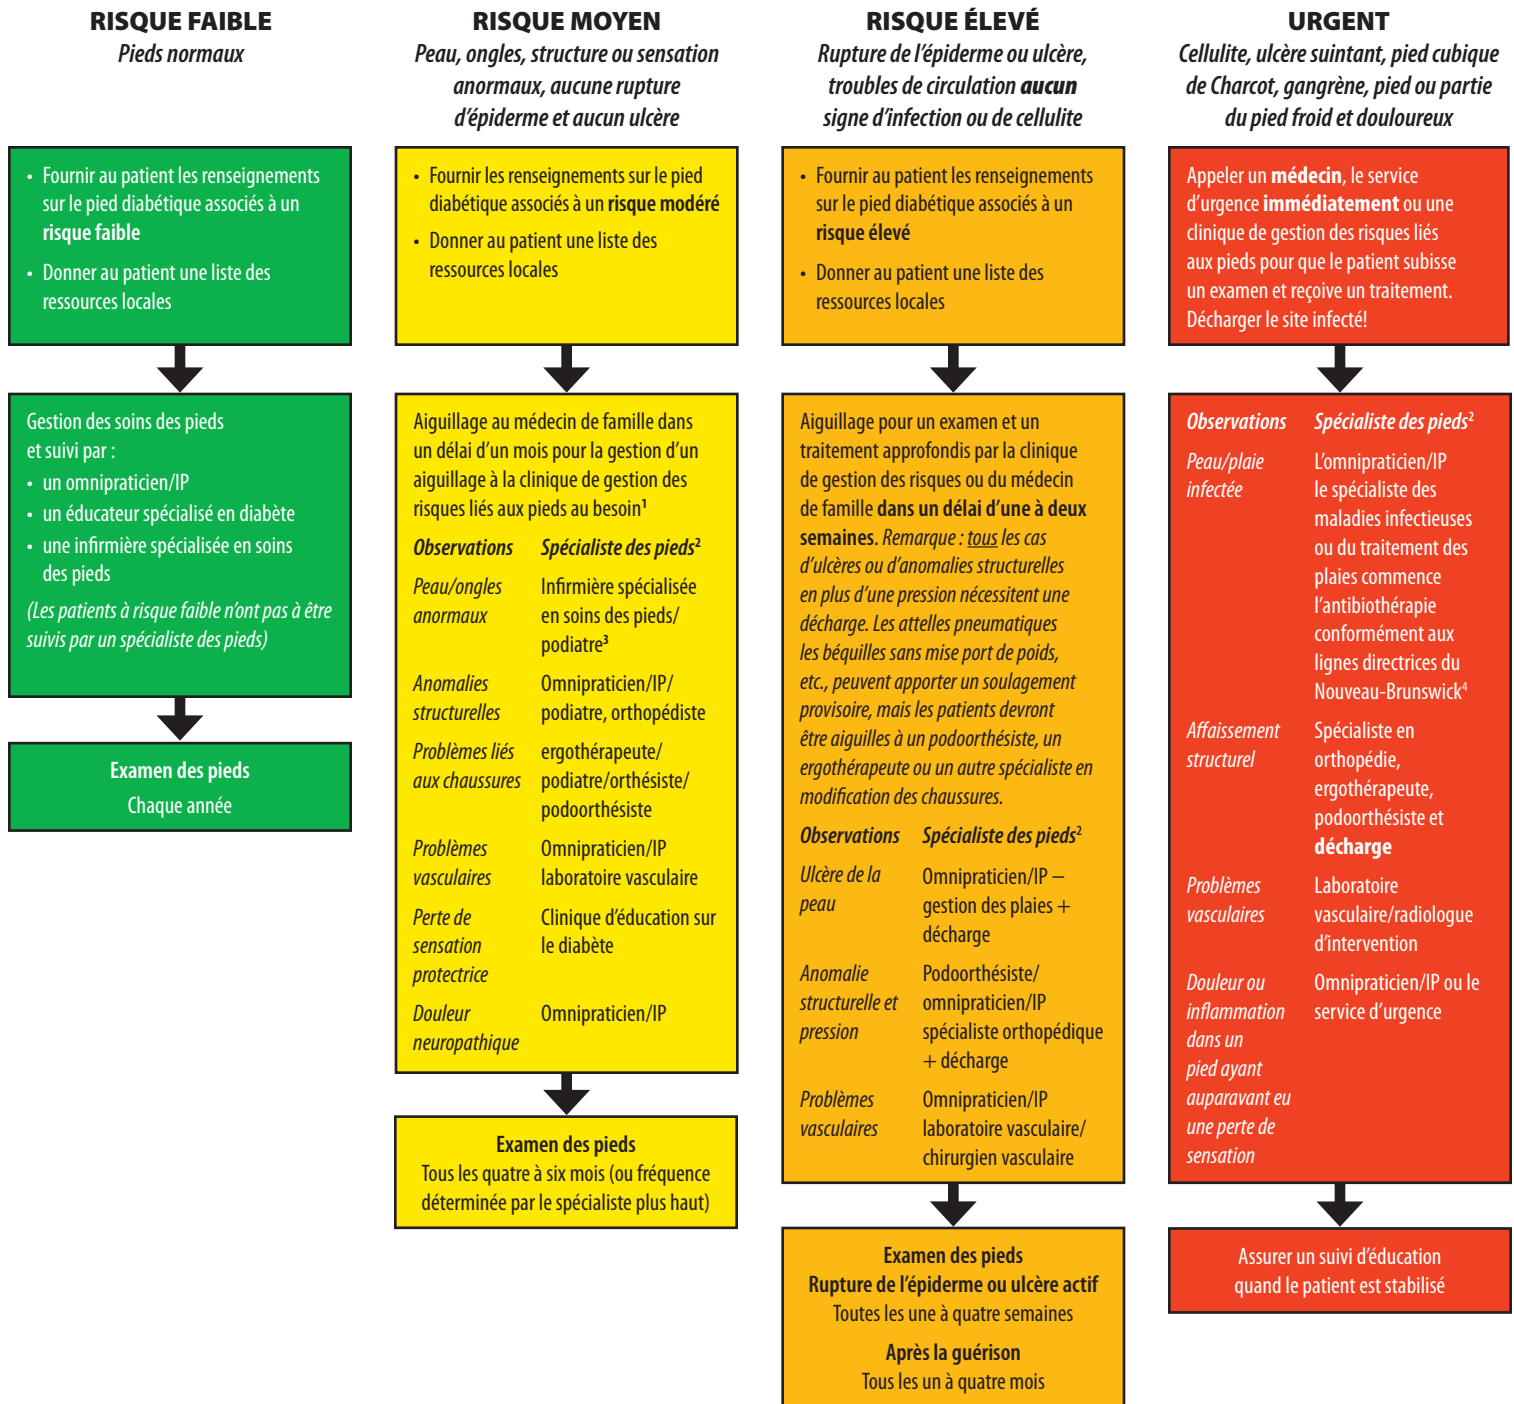 RISQUE FAIBLE
Pieds normaux
• Fournir au patient les renseignements
sur le pied diabétique associés à un
risque faible
• Donner au patient une liste des
ressources locales
Gestion des soins des pieds
et suivi par :
• un omnipraticien/IP
• un éducateur spécialisé en diabète
• une infirmière spécialisée en soins
des pieds
(Les patients à risque faible n’ont pas à être
suivis par un spécialiste des pieds)
Examen des pieds
Chaque année
RISQUE MOYEN
Peau, ongles, structure ou sensation
anormaux, aucune rupture
d’épiderme et aucun ulcère
• Fournir les renseignements sur le pied
diabétique associés à un risque modéré
• Donner au patient une liste des
ressources locales
Aiguillage au médecin de famille dans
un délai d’un mois pour la gestion d’un
aiguillage à la clinique de gestion des
risques liés aux pieds au besoin¹
Observations Spécialiste des pieds²
Peau/ongles Infirmière spécialisée
anormaux en soins des pieds/
podiatre³
Anomalies Omnipraticien/IP/
structurelles podiatre, orthopédiste
Problèmes liés ergothérapeute/
aux chaussures podiatre/orthésiste/
podoorthésiste
Problèmes Omnipraticien/IP
vasculaires laboratoire vasculaire
Perte de Clinique d’éducation sur
sensation le diabète
protectrice
Douleur Omnipraticien/IP
neuropathique
Examen des pieds
Tous les quatre à six mois (ou fréquence
déterminée par le spécialiste plus haut)
RISQUE ÉLEVÉ
Rupture de l’épiderme ou ulcère,
troubles de circulation aucun
signe d’infection ou de cellulite
• Fournir au patient les renseignements
sur le pied diabétique associés à un
risque élevé
• Donner au patient une liste des
ressources locales
Aiguillage pour un examen et un
traitement approfondis par la clinique
de gestion des risques ou du médecin
de famille dans un délai d’une à deux
semaines. Remarque : tous les cas
d’ulcères ou d’anomalies structurelles
en plus d’une pression nécessitent une
décharge. Les attelles pneumatiques
les béquilles sans mise port de poids,
etc., peuvent apporter un soulagement
provisoire, mais les patients devront
être aiguilles à un podoorthésiste, un
ergothérapeute ou un autre spécialiste en
modification des chaussures.
Observations Spécialiste des pieds²
Ulcère de la Omnipraticien/IP –
peau gestion des plaies +
décharge
Anomalie Podoorthésiste/
structurelle et omnipraticien/IP
pression spécialiste orthopédique
+ décharge
Problèmes Omnipraticien/IP
vasculaires laboratoire vasculaire/
chirurgien vasculaire
Examen des pieds
Rupture de l’épiderme ou ulcère actif
Toutes les une à quatre semaines
Après la guérison
Tous les un à quatre mois
URGENT
Cellulite, ulcère suintant, pied cubique
de Charcot, gangrène, pied ou partie
du pied froid et douloureux
Appeler un médecin, le service
d’urgence immédiatement ou une
clinique de gestion des risques liés
aux pieds pour que le patient subisse
un examen et reçoive un traitement.
Décharger le site infecté!
Observations Spécialiste des pieds²
Peau/plaie L’omnipraticien/IP
infectée le spécialiste des
maladies infectieuses
ou du traitement des
plaies commence
l’antibiothérapie
conformément aux
lignes directrices du
Nouveau-Brunswick⁴
Affaissement Spécialiste en
structurel orthopédie,
ergothérapeute,
podoorthésiste et
décharge
Problèmes Laboratoire
vasculaires vasculaire/radiologue
d’intervention
Douleur ou Omnipraticien/IP ou le
inflammation service d’urgence
dans un
pied ayant
auparavant eu
une perte de
sensation
Assurer un suivi d’éducation
quand le patient est stabilisé